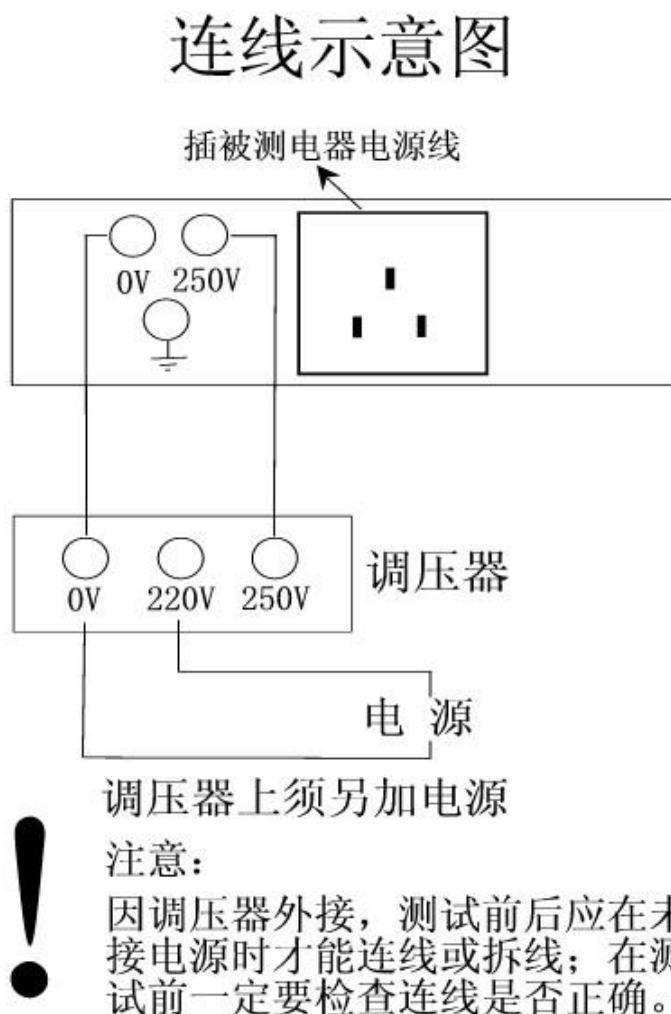 连线示意图
插被测电器电源线
0V 250V
0V 220V 250V
调压器
电 源
调压器上须另加电源
注意：
因调压器外接，测试前后应在未
接电源时才能连线或拆线；在测
试前一定要检查连线是否正确。